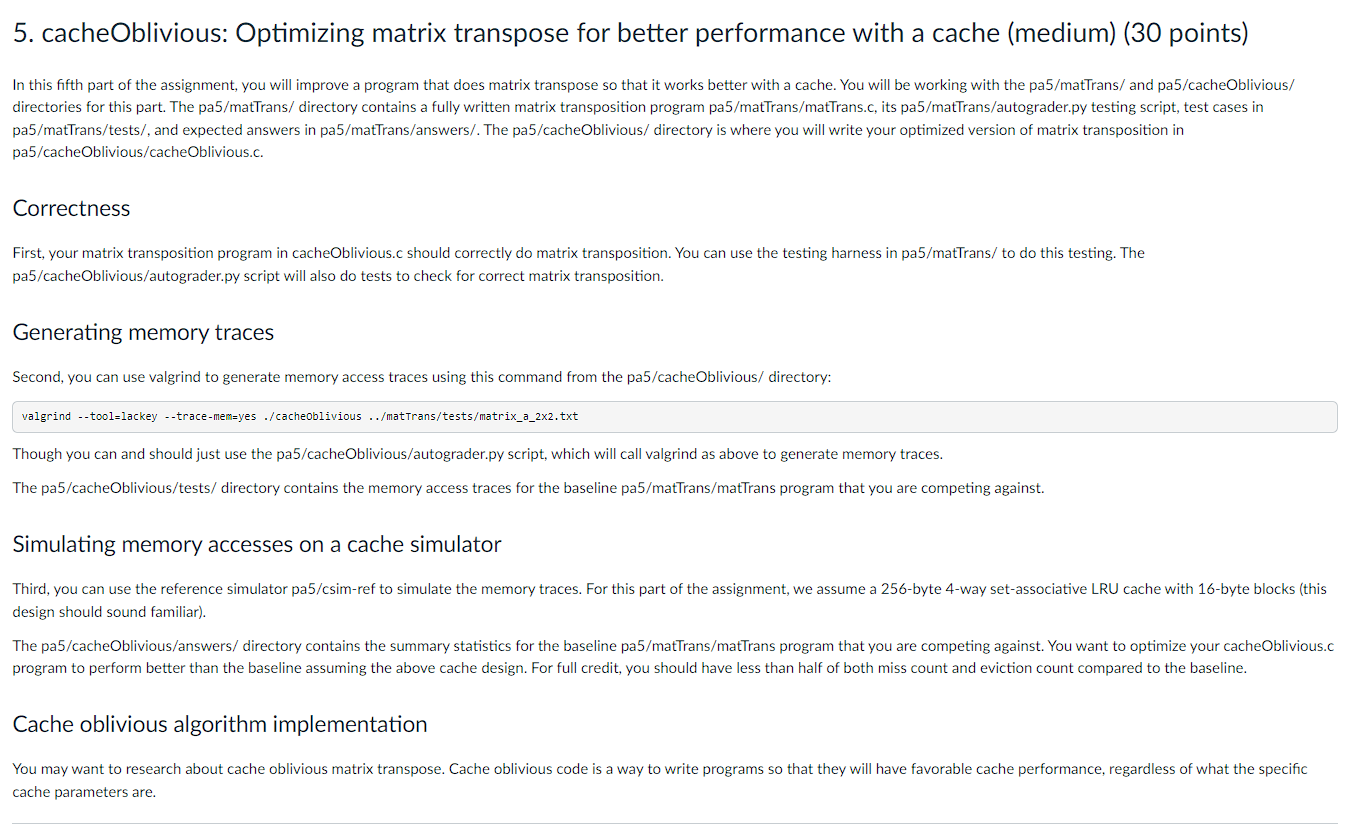 5. cacheOblivious: Optimizing matrix transpose for better performance with a cache (medium) (30 points)
In this fifth part of the assignment, you will improve a program that does matrix transpose so that it works better with a cache. You will be working with the pa5/matTrans/ and pa5/cacheOblivious/
directories for this part. The pa5/matTrans/ directory contains a fully written matrix transposition program pa5/matTrans/matTrans.c, its pa5/matTrans/autograder.py testing script, test cases in
pa5/matTrans/tests/, and expected answers in pa5/matTrans/answers/. The pa5/cacheOblivious/ directory is where you will write your optimized version of matrix transposition in
pa5/cacheOblivious/cacheOblivious.c.
Correctness
First, your matrix transposition program in cacheOblivious.c should correctly do matrix transposition. You can use the testing harness in pa5/matTrans/ to do this testing. The
pa5/cacheOblivious/autograder.py script will also do tests to check for correct matrix transposition.
Generating memory traces
Second, you can use valgrind to generate memory access traces using this command from the pa5/cacheOblivious/ directory:
valgrind --tool=lackey --trace-mem=yes ./cacheOblivious ../matTrans/tests/matrix_a_2x2.txt
Though you can and should just use the pa5/cacheOblivious/autograder.py script, which will call valgrind as above to generate memory traces.
The pa5/cacheOblivious/tests/ directory contains the memory access traces for the baseline pa5/matTrans/matTrans program that you are competing against.
Simulating memory accesses on a cache simulator
Third, you can use the reference simulator pa5/csim-ref to simulate the memory traces. For this part of the assignment, we assume a 256-byte 4-way set-associative LRU cache with 16-byte blocks (this
design should sound familiar).
The pa5/cacheOblivious/answers/ directory contains the summary statistics for the baseline pa5/matTrans/matTrans program that you are competing against. You want to optimize your cacheOblivious.c
program to perform better than the baseline assuming the above cache design. For full credit, you should have less than half of both miss count and eviction count compared to the baseline.
Cache oblivious algorithm implementation
You may want to research about cache oblivious matrix transpose. Cache oblivious code is a way to write programs so that they will have favorable cache performance, regardless of what the specific
cache parameters are.